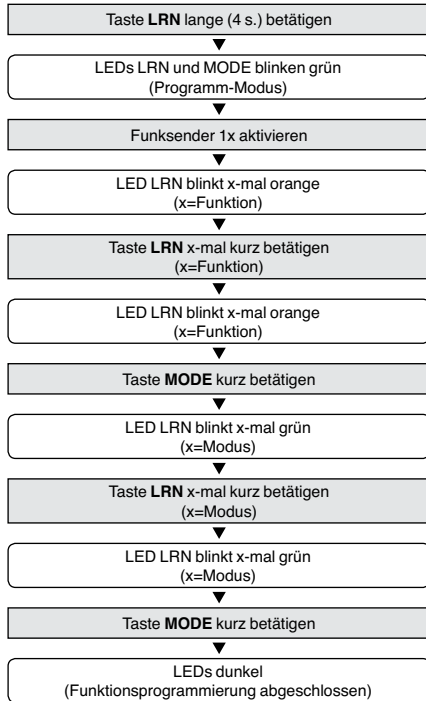 Taste LRN lange (4 s.) betätigen
LEDs LRN und MODE blinken grün
(Programm-Modus)
Funksender 1x aktivieren
LED LRN blinkt x-mal orange
(x=Funktion)
Taste LRN x-mal kurz betätigen
(x=Funktion)
LED LRN blinkt x-mal orange
(x=Funktion)
Taste MODE kurz betätigen
LED LRN blinkt x-mal grün
(x=Modus)
Taste LRN x-mal kurz betätigen
(x=Modus)
LED LRN blinkt x-mal grün
(x=Modus)
Taste MODE kurz betätigen
LEDs dunkel
(Funktionsprogrammierung abgeschlossen)